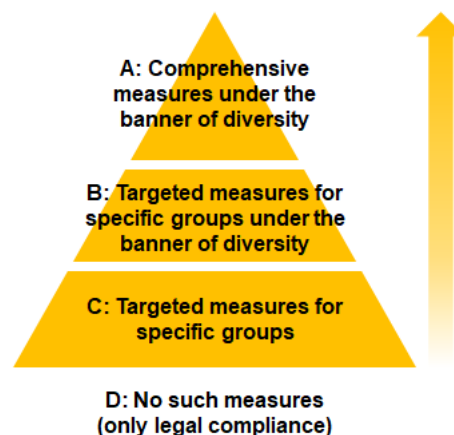 A: Comprehensive
measures under the
banner of diversity
B: Targeted measures for
specific groups under the
banner of diversity
C: Targeted measures for
specific groups
D: No such measures
(only legal compliance)